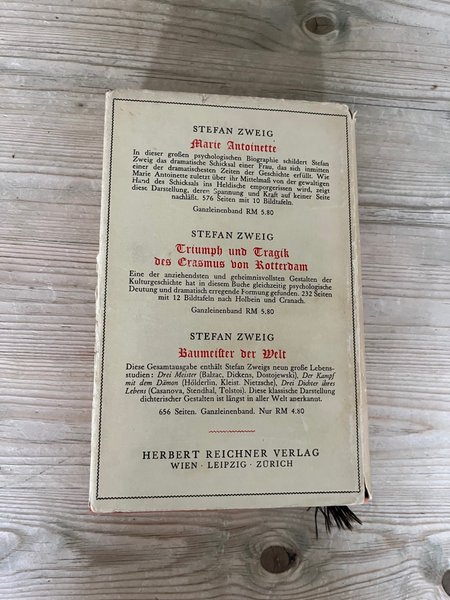 STEFAN ZWEIG
Marie Antoinette
In dieser großen psychologischen Biographie schildert Stefan
Zweig das dramatische Schicksal einer Frau, das sich inmitten
einer der dramatischesten Zeiten der Geschichte erfüllt. Wie
Marie Antoinette zuletzt über ihr Mittelmaß von der gewaltigen
Hand des Schicksals ins Heldische emporgerissen wird, zeigt
diese Darstellung, deren Spannung und Kraft auf keiner Seite
nachläßt. 576 Seiten mit 10 Bildtafeln.
Ganzleinenband RM 5.80
STEFAN ZWEIG
Triumph und Tragik
des Erasmus von Rotterdam
Eine der anziehendsten und geheimnisvollsten Gestalten der
Kulturgeschichte hat in diesem Buche gleichzeitig psychologische
Deutung und dramatisch erregende Formung gefunden. 232 Seiten
mit 12 Bildtafeln nach Holbein und Cranach.
Ganzleinenband RM 5.80
STEFAN ZWEIG
Baumeister der Welt
Diese Gesamtausgabe enthält Stefan Zweigs neun große Lebens-
studien: Drei Meister (Balzac, Dickens, Dostojewski), Der Kampf
mit dem Dämon (Hölderlin, Kleist, Nietzsche), Drei Dichter ihres
Lebens (Casanova, Stendhal, Tolstoi). Diese klassische Darstellung
dichterischer Gestalten ist längst in aller Welt anerkannt.
656 Seiten. Ganzleinenband. Nur RM 4.80
HERBERT REICHNER VERLAG
WIEN · LEIPZIG · ZÜRICH